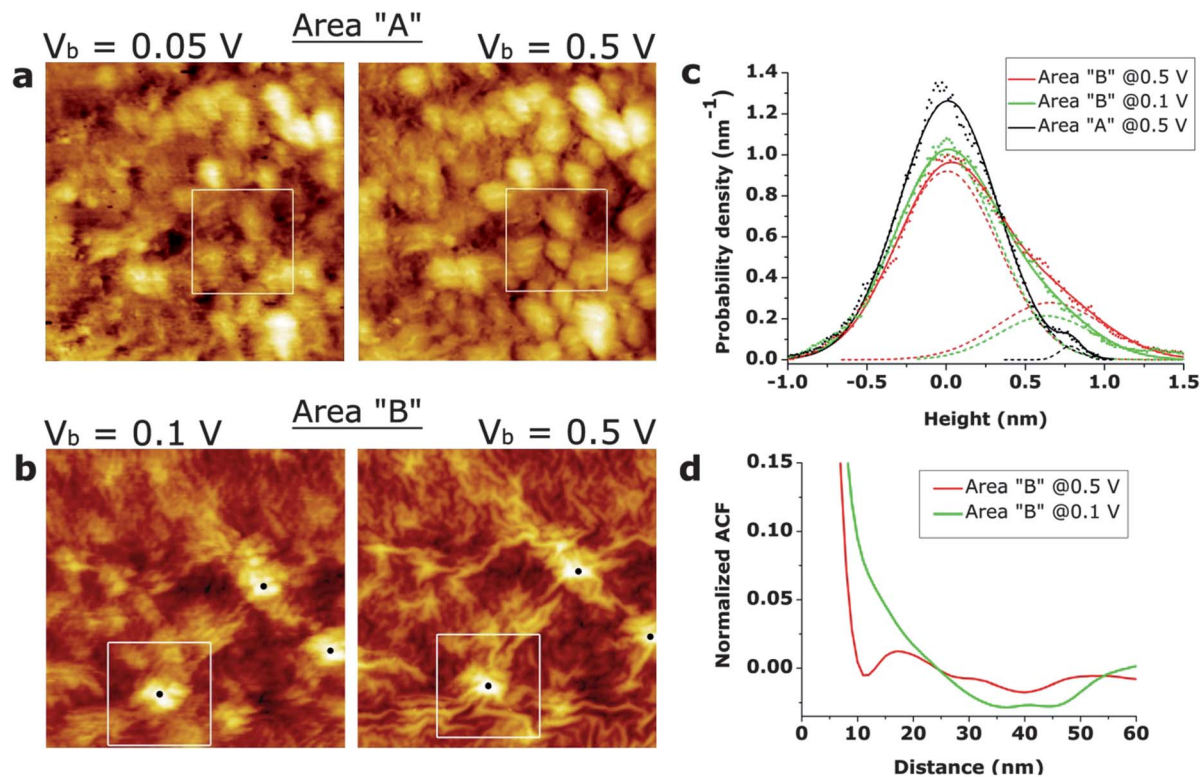 Area "A"
Vb = 0.05 V
Vb = 0.5 V
a
Area "B"
Vb = 0.1 V
Vb = 0.5 V
b
c
Area "B" @0.5 V
Area "B" @0.1 V
Area "A" @0.5 V
Probability density (nm-1)
1.4
1.2
1.0
0.8
0.6
0.4
0.2
0.0
-1.0 -0.5 0.0 0.5 1.0 1.5
Height (nm)
d
Area "B" @0.5 V
Area "B" @0.1 V
Normalized ACF
0.15
0.10
0.05
0.00
0 10 20 30 40 50 60
Distance (nm)